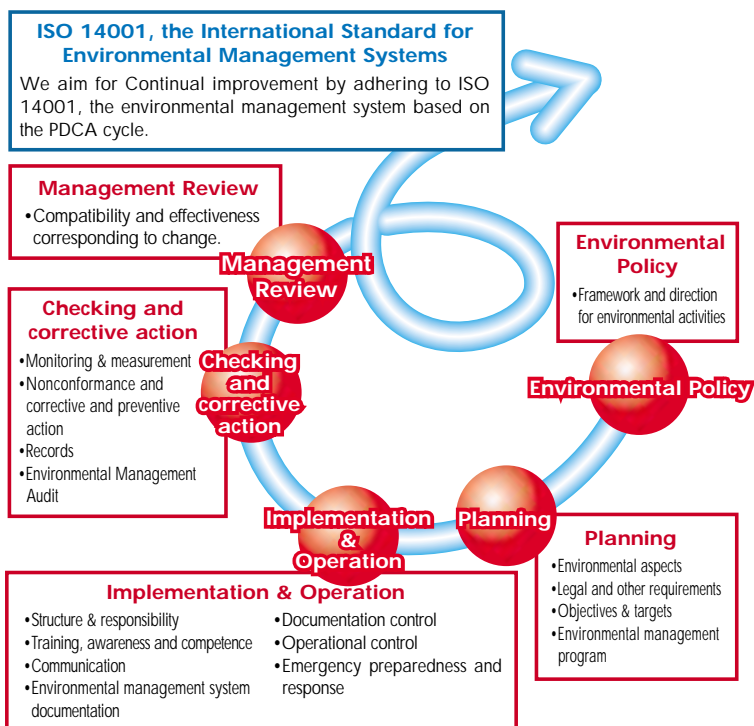 ISO 14001, the International Standard for
Environmental Management Systems
We aim for Continual improvement by adhering to ISO
14001, the environmental management system based on
the PDCA cycle.
Management Review
•Compatibility and effectiveness
corresponding to change.
Management
Review
Environmental
Policy
•Framework and direction
for environmental activities
Environmental Policy
Checking and
corrective action
•Monitoring & measurement
•Nonconformance and
corrective and preventive
action
•Records
•Environmental Management
Audit
Checking
and
corrective
action
Implementation
&
Operation
Planning
Planning
•Environmental aspects
•Legal and other requirements
•Objectives & targets
•Environmental management
program
Implementation & Operation
•Structure & responsibility
•Training, awareness and competence
•Communication
•Environmental management system
documentation
•Documentation control
•Operational control
•Emergency preparedness and
response